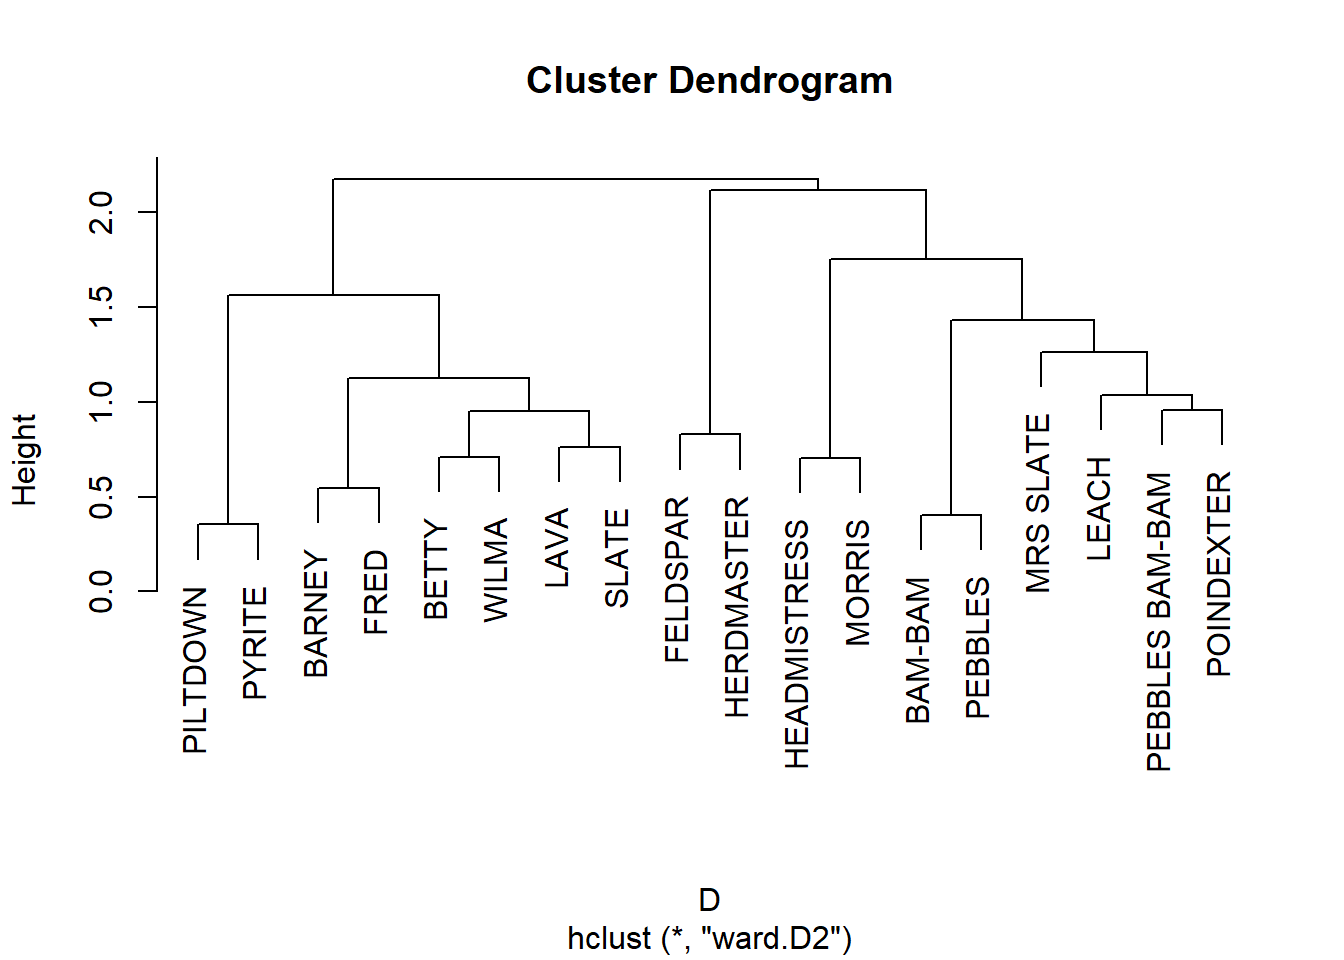 Cluster Dendrogram
Height
2.0
1.5
1.0
0.5
0.0
PILTDOWN
PYRITE
BARNEY
FRED
BETTY
WILMA
LAVA
SLATE
FELDSPAR
HERDMASTER
HEADMISTRESS
MORRIS
BAM-BAM
PEBBLES
MRS SLATE
LEACH
PEBBLES BAM-BAM
POINDEXTER
D
hclust (*, "ward.D2")